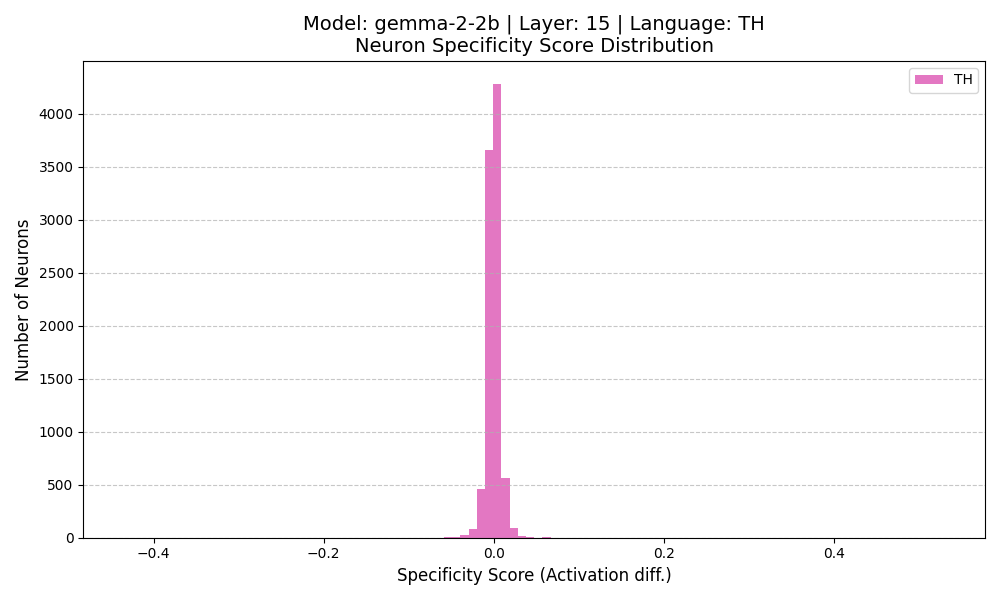 Model: gemma-2-2b | Layer: 15 | Language: TH
Neuron Specificity Score Distribution
TH
4000
3500
3000
2500
2000
1500
1000
500
0
Number of Neurons
−0.4
−0.2
0.0
0.2
0.4
Specificity Score (Activation diff.)